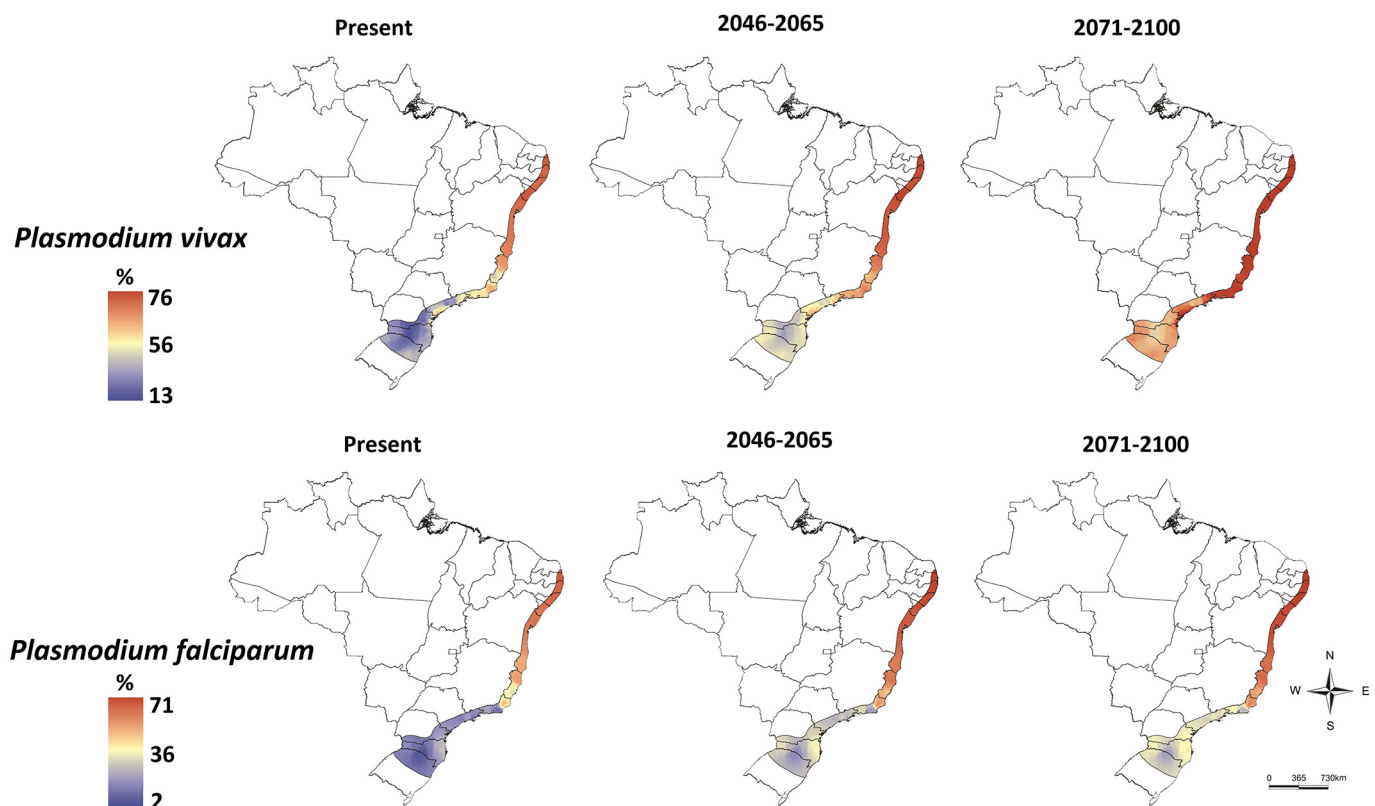 Present
2046-2065
2071-2100
Plasmodium vivax
%
76
56
13
Present
2046-2065
2071-2100
Plasmodium falciparum
%
71
36
2
N
W E
S
0 365 730km